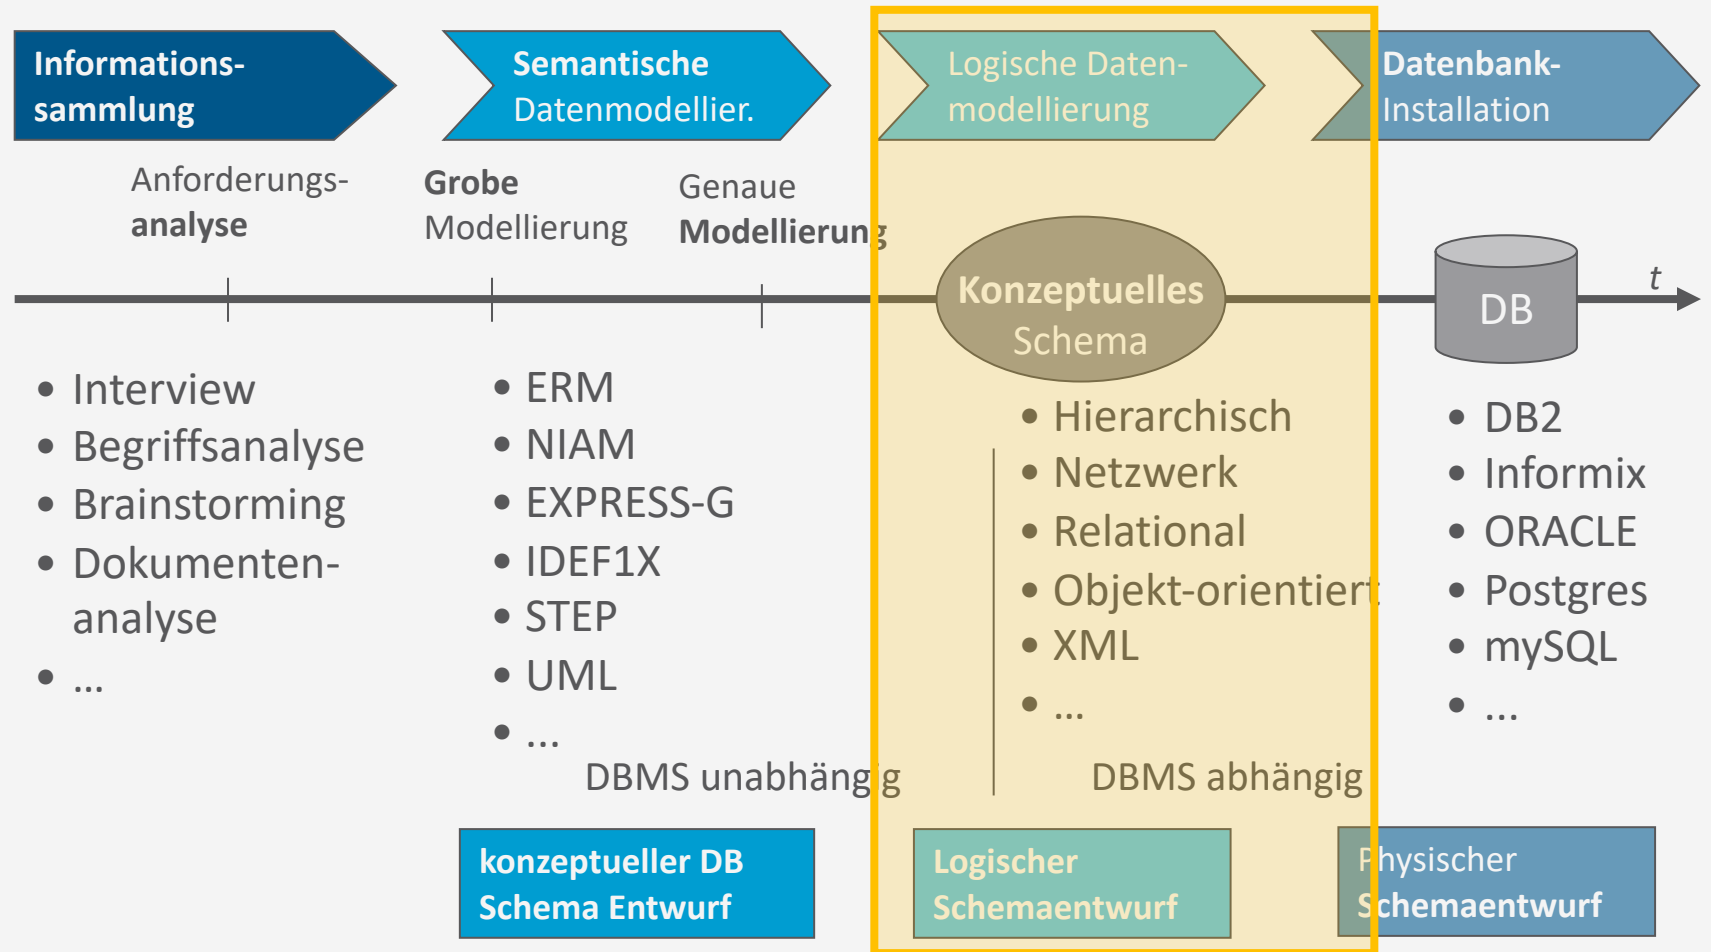 Informations-
sammlung
Semantische
Datenmodellier.
Logische Daten-
modellierung
Datenbank-
Installation
Anforderungs-
analyse
Grobe
Modellierung
Genaue
Modellierung
Konzeptuelles
Schema
DB
t
• Interview
• Begriffsanalyse
• Brainstorming
• Dokumenten-
analyse
• ...
• ERM
• NIAM
• EXPRESS-G
• IDEF1X
• STEP
• UML
• ...
DBMS unabhängig
• Hierarchisch
• Netzwerk
• Relational
• Objekt-orientiert
• XML
• ...
DBMS abhängig
• DB2
• Informix
• ORACLE
• Postgres
• mySQL
• ...
konzeptueller DB
Schema Entwurf
Logischer
Schemaentwurf
Physischer
Schemaentwurf